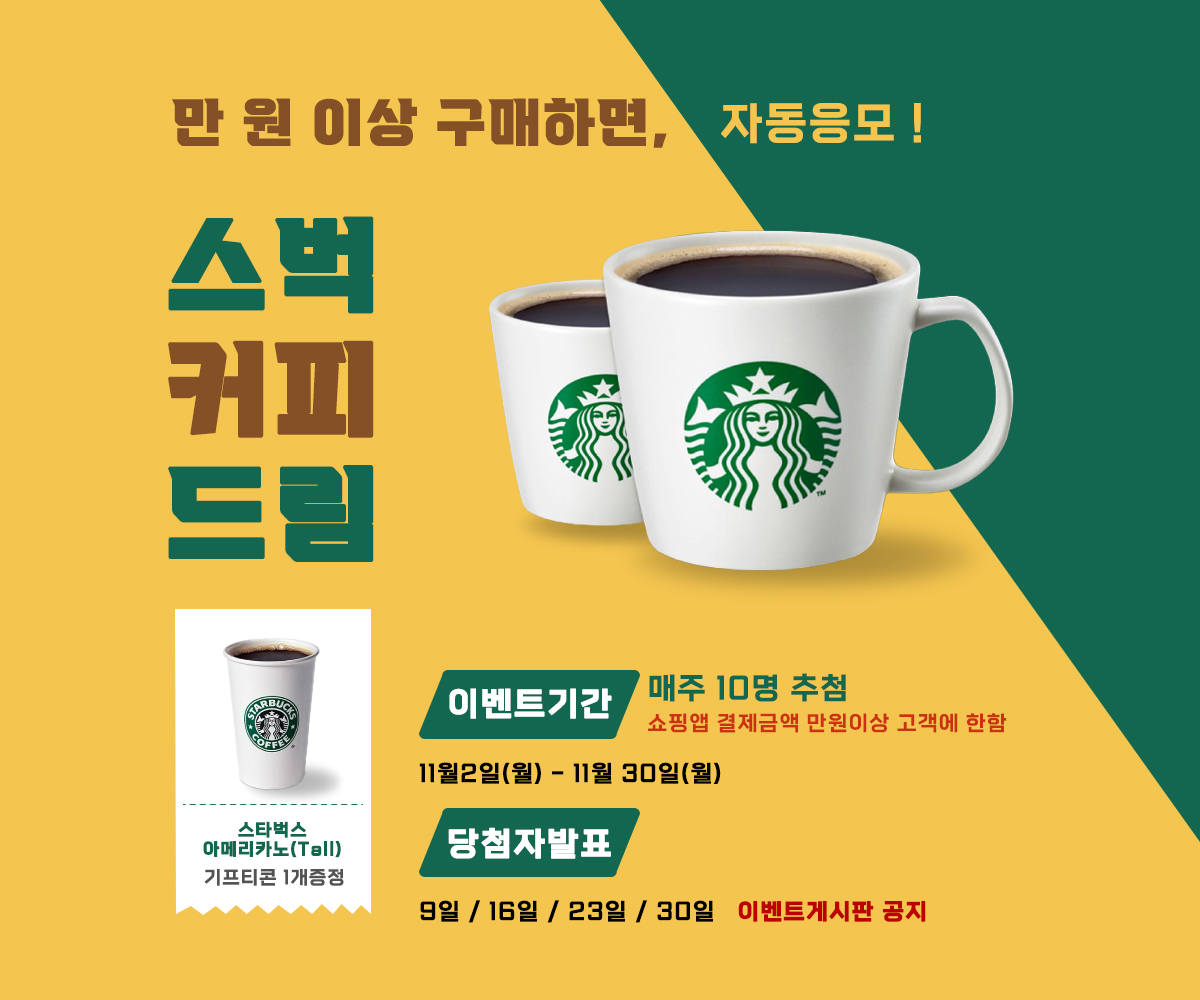 만 원 이상 구매하면, 자동응모 !
스벅
커피
드림
STARBUCKS
COFFEE
스타벅스
아메리카노(Tall)
기프티콘 1개증정
이벤트기간
매주 10명 추첨
쇼핑앱 결제금액 만원이상 고객에 한함
11월2일(월) - 11월 30일(월)
당첨자발표
9일 / 16일 / 23일 / 30일 이벤트게시판 공지
TM